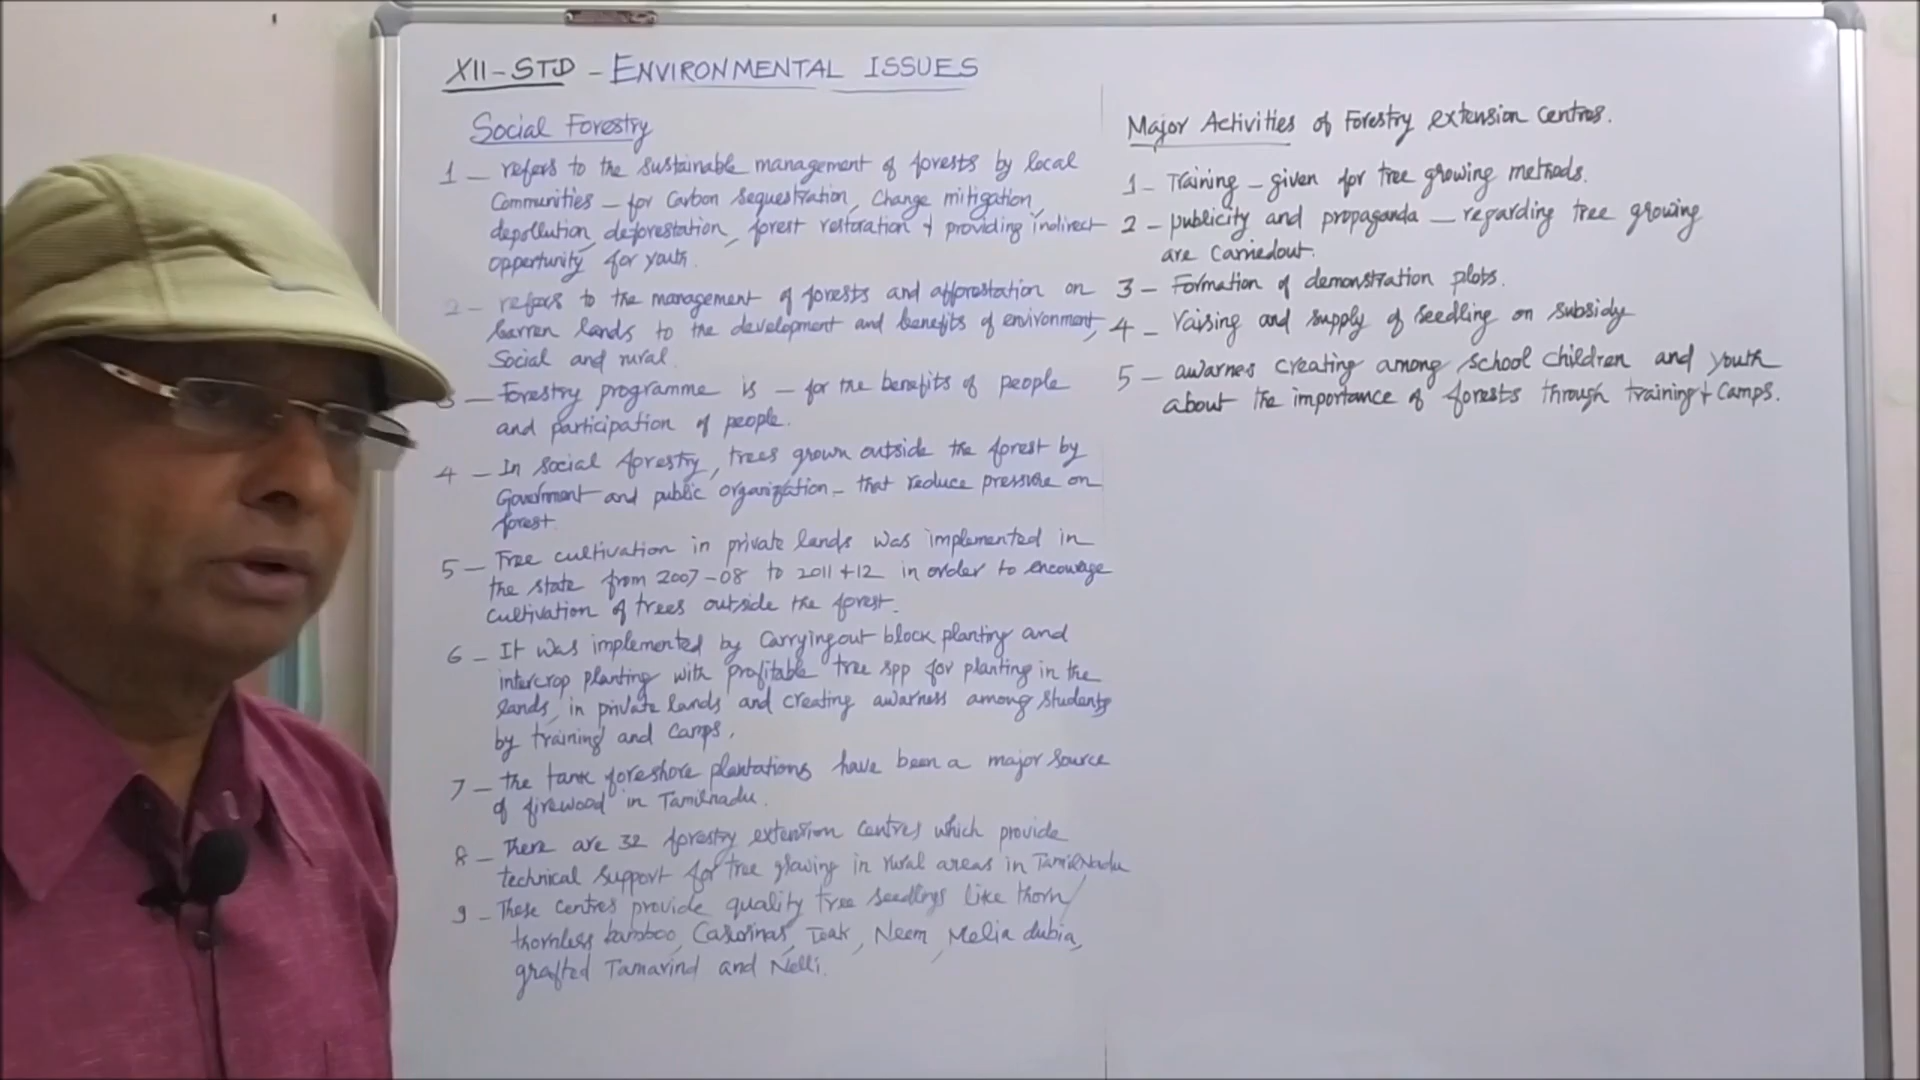 XII-STD - ENVIRONMENTAL ISSUES
Social Forestry
1 - refers to the sustainable management of forests by local
Communities - for Carbon sequestration, Change mitigation,
depollution, deforestation, forest restoration + providing indirect
opportunity for youth.
2 - refers to the management of forests and afforestation on
barren lands to the development and benefits of environment,
Social and rural.
3 - Forestry programme is - for the benefits of people
and participation of people.
4 - In social forestry, trees grown outside the forest by
Government and public organization - that reduce pressure on
forest.
5 - Tree cultivation in private lands was implemented in
the state from 2007-08 to 2011+12 in order to encourage
cultivation of trees outside the forest.
6 - It was implemented by Carryingout block planting and
intercrop planting with profitable tree spp for planting in the
lands, in private lands and creating awarness among students
by training and Camps,
7 - the tank foreshore plantations have been a major source
of firewood in Tamilnadu.
8 - There are 32 forestry extension Centres which provide
technical support for tree growing in rural areas in TamilNadu
9 - These Centres provide quality tree seedlings like thorn/
thornless bamboo, Casurinas, Teak, Neem, Melia dubia,
grafted Tamarind and Nelli.
Major Activities of Forestry extension Centres.
1 - Training - given for tree growing methods.
2 - publicity and propaganda - regarding tree growing
are Carriedout.
3 - Formation of demonstration plots.
4 - raising and supply of seedling on subsidy
5 - awarnes creating among school children and youth
about the importance of forests through training + Camps.